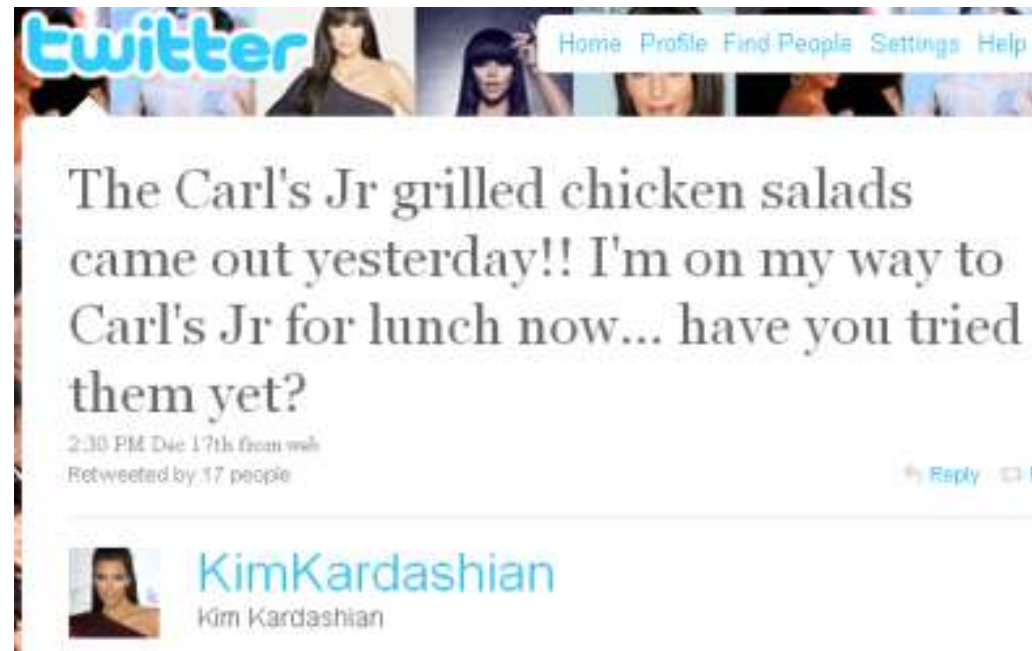 twitter
Home Profile Find People Settings Help
The Carl's Jr grilled chicken salads
came out yesterday!! I'm on my way to
Carl's Jr for lunch now... have you tried
them yet?
2:30 PM Dec 17th from web
Retweeted by 17 people
Reply
KimKardashian
Kim Kardashian